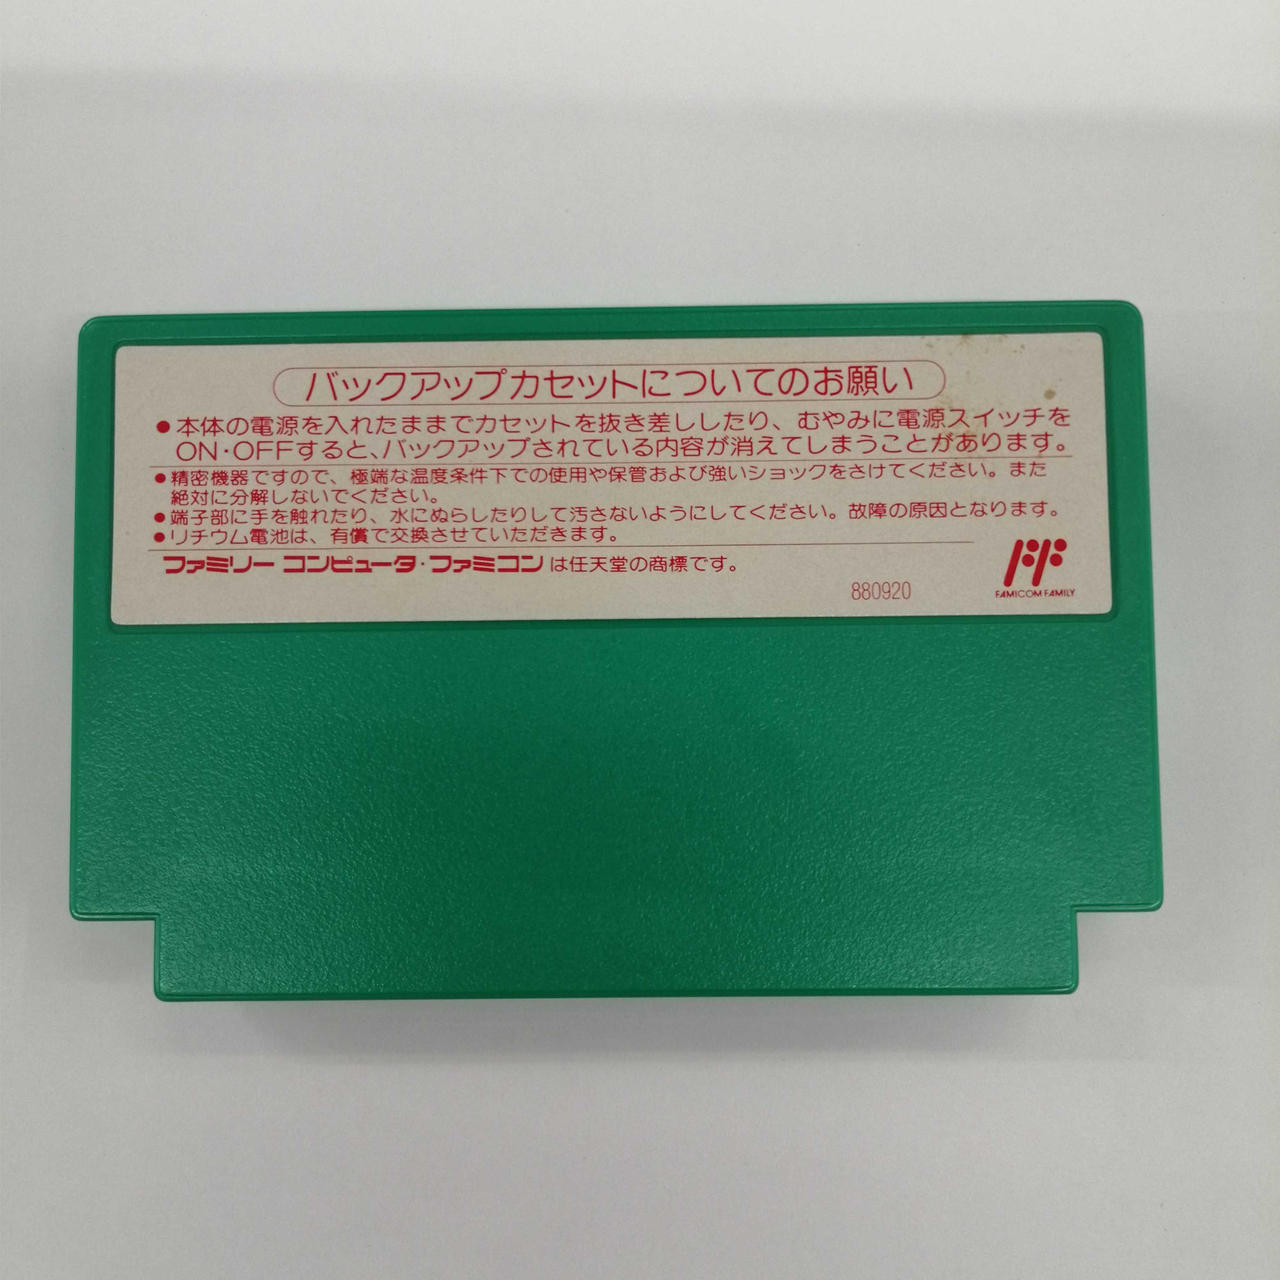 バックアップカセットについてのお願い
●本体の電源を入れたままでカセットを抜き差ししたり、むやみに電源スイッチを
ON・OFFすると、バックアップされている内容が消えてしまうことがあります。
●精密機器ですので、極端な温度条件下での使用や保管および強いショックをさけてください。また
絶対に分解しないでください。
●端子部に手を触れたり、水にぬらしたりして汚さないようにしてください。故障の原因となります。
●リチウム電池は、有償で交換させていただきます。
ファミリーコンピュータ・ファミコンは任天堂の商標です。
880920
FF
FAMICOM FAMILY